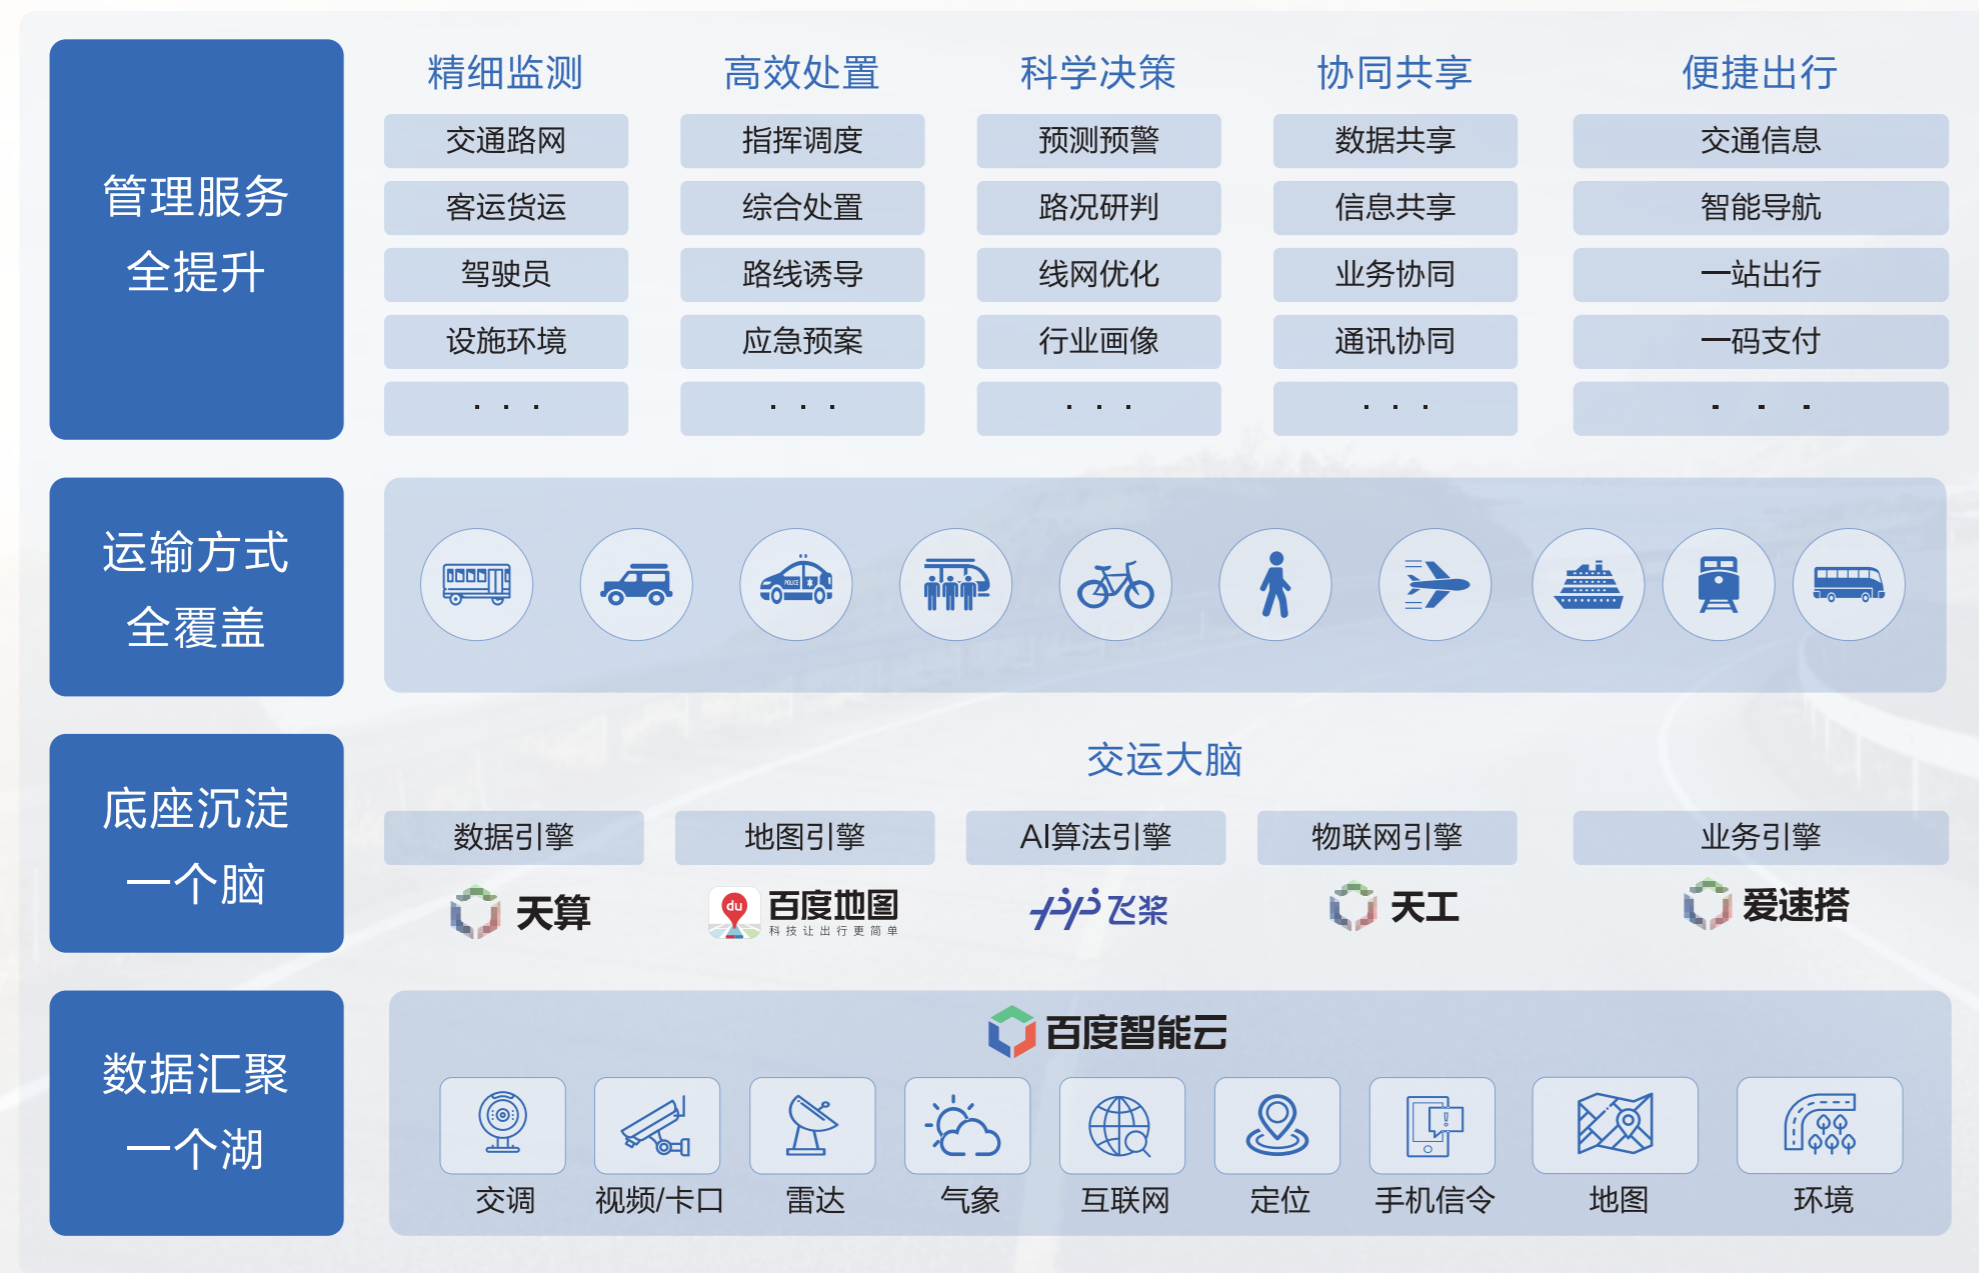 管理服务
全提升
精细监测
高效处置
科学决策
协同共享
便捷出行
交通路网
指挥调度
预测预警
数据共享
交通信息
客运货运
综合处置
路况研判
信息共享
智能导航
驾驶员
路线诱导
线网优化
业务协同
一站出行
设施环境
应急预案
行业画像
通讯协同
一码支付
· · ·
· · ·
· · ·
· · ·
· · ·
运输方式
全覆盖
POLICE
底座沉淀
一个脑
交运大脑
数据引擎
地图引擎
AI算法引擎
物联网引擎
业务引擎
天算
du
百度地图
科技让出行更简单
飞桨
天工
爱速搭
数据汇聚
一个湖
百度智能云
交调
视频/卡口
雷达
气象
互联网
定位
手机信令
地图
环境